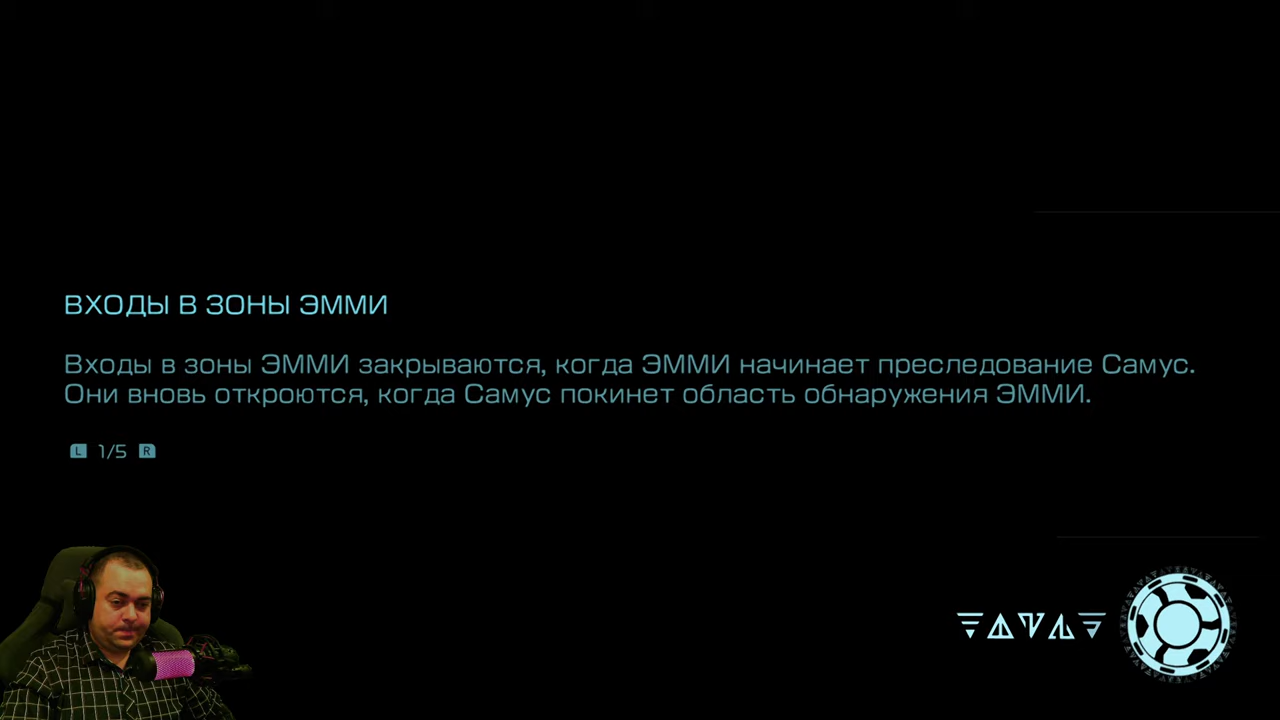 ВХОДЫ В ЗОНЫ ЭММИ
Входы в зоны ЭММИ закрываются, когда ЭММИ начинает преследование Самус.
Они вновь откроются, когда Самус покинет область обнаружения ЭММИ.
L 1/5 R